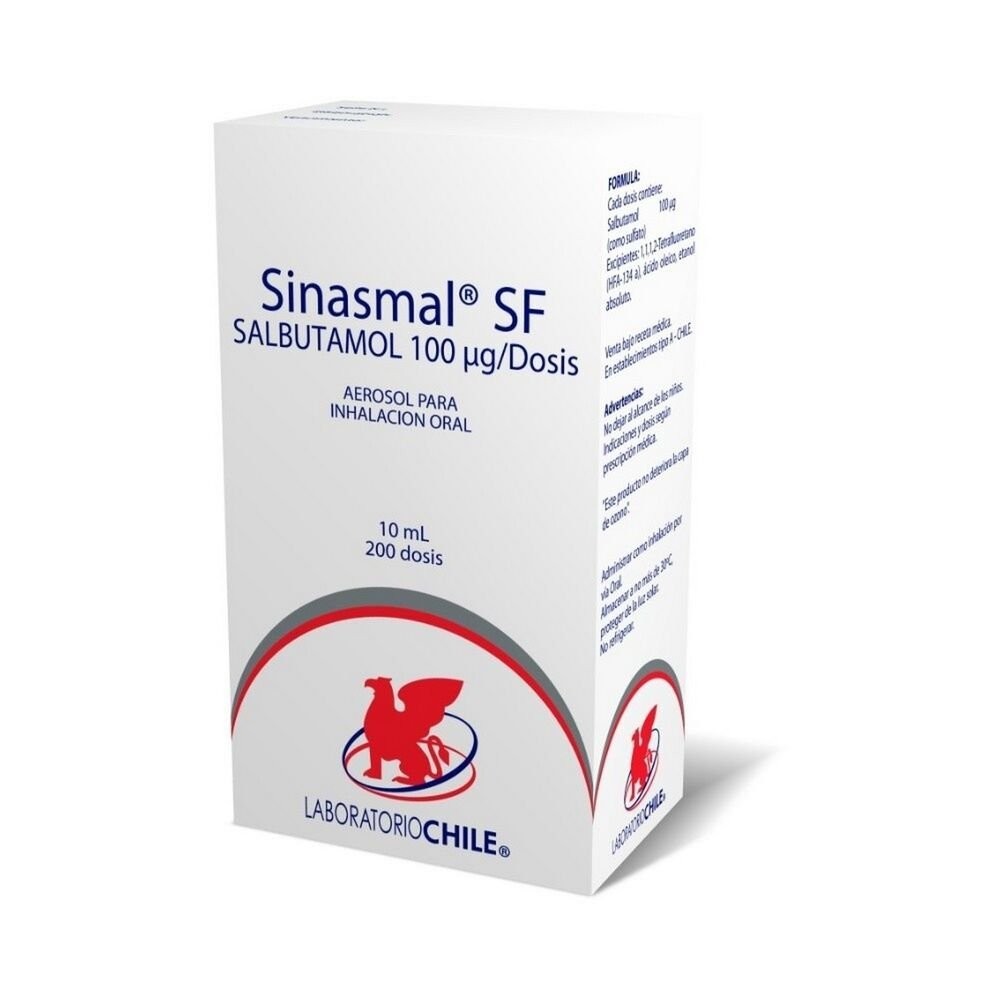 Sinasmal® SF
SALBUTAMOL 100 µg/Dosis
AEROSOL PARA
INHALACION ORAL
10 mL
200 dosis
LABORATORIOCHILE®
FORMULA:
Cada dosis contiene:
Salbutamol 100 µg
(como sulfato)
Excipientes: 1,1,1,2-Tetrafluoretano
(HFA-134 a), ácido oleico, etanol
absoluto.
Venta bajo receta médica.
En establecimientos tipo A - CHILE.
Advertencias:
No dejar al alcance de los niños.
Indicaciones y dosis según
prescripción médica.
"Este producto no deteriora la capa
de ozono".
Administrar como inhalación por
vía Oral.
Almacenar a no más de 30°C,
proteger de la luz solar.
No refrigerar.
LABORATORIOCHILE®